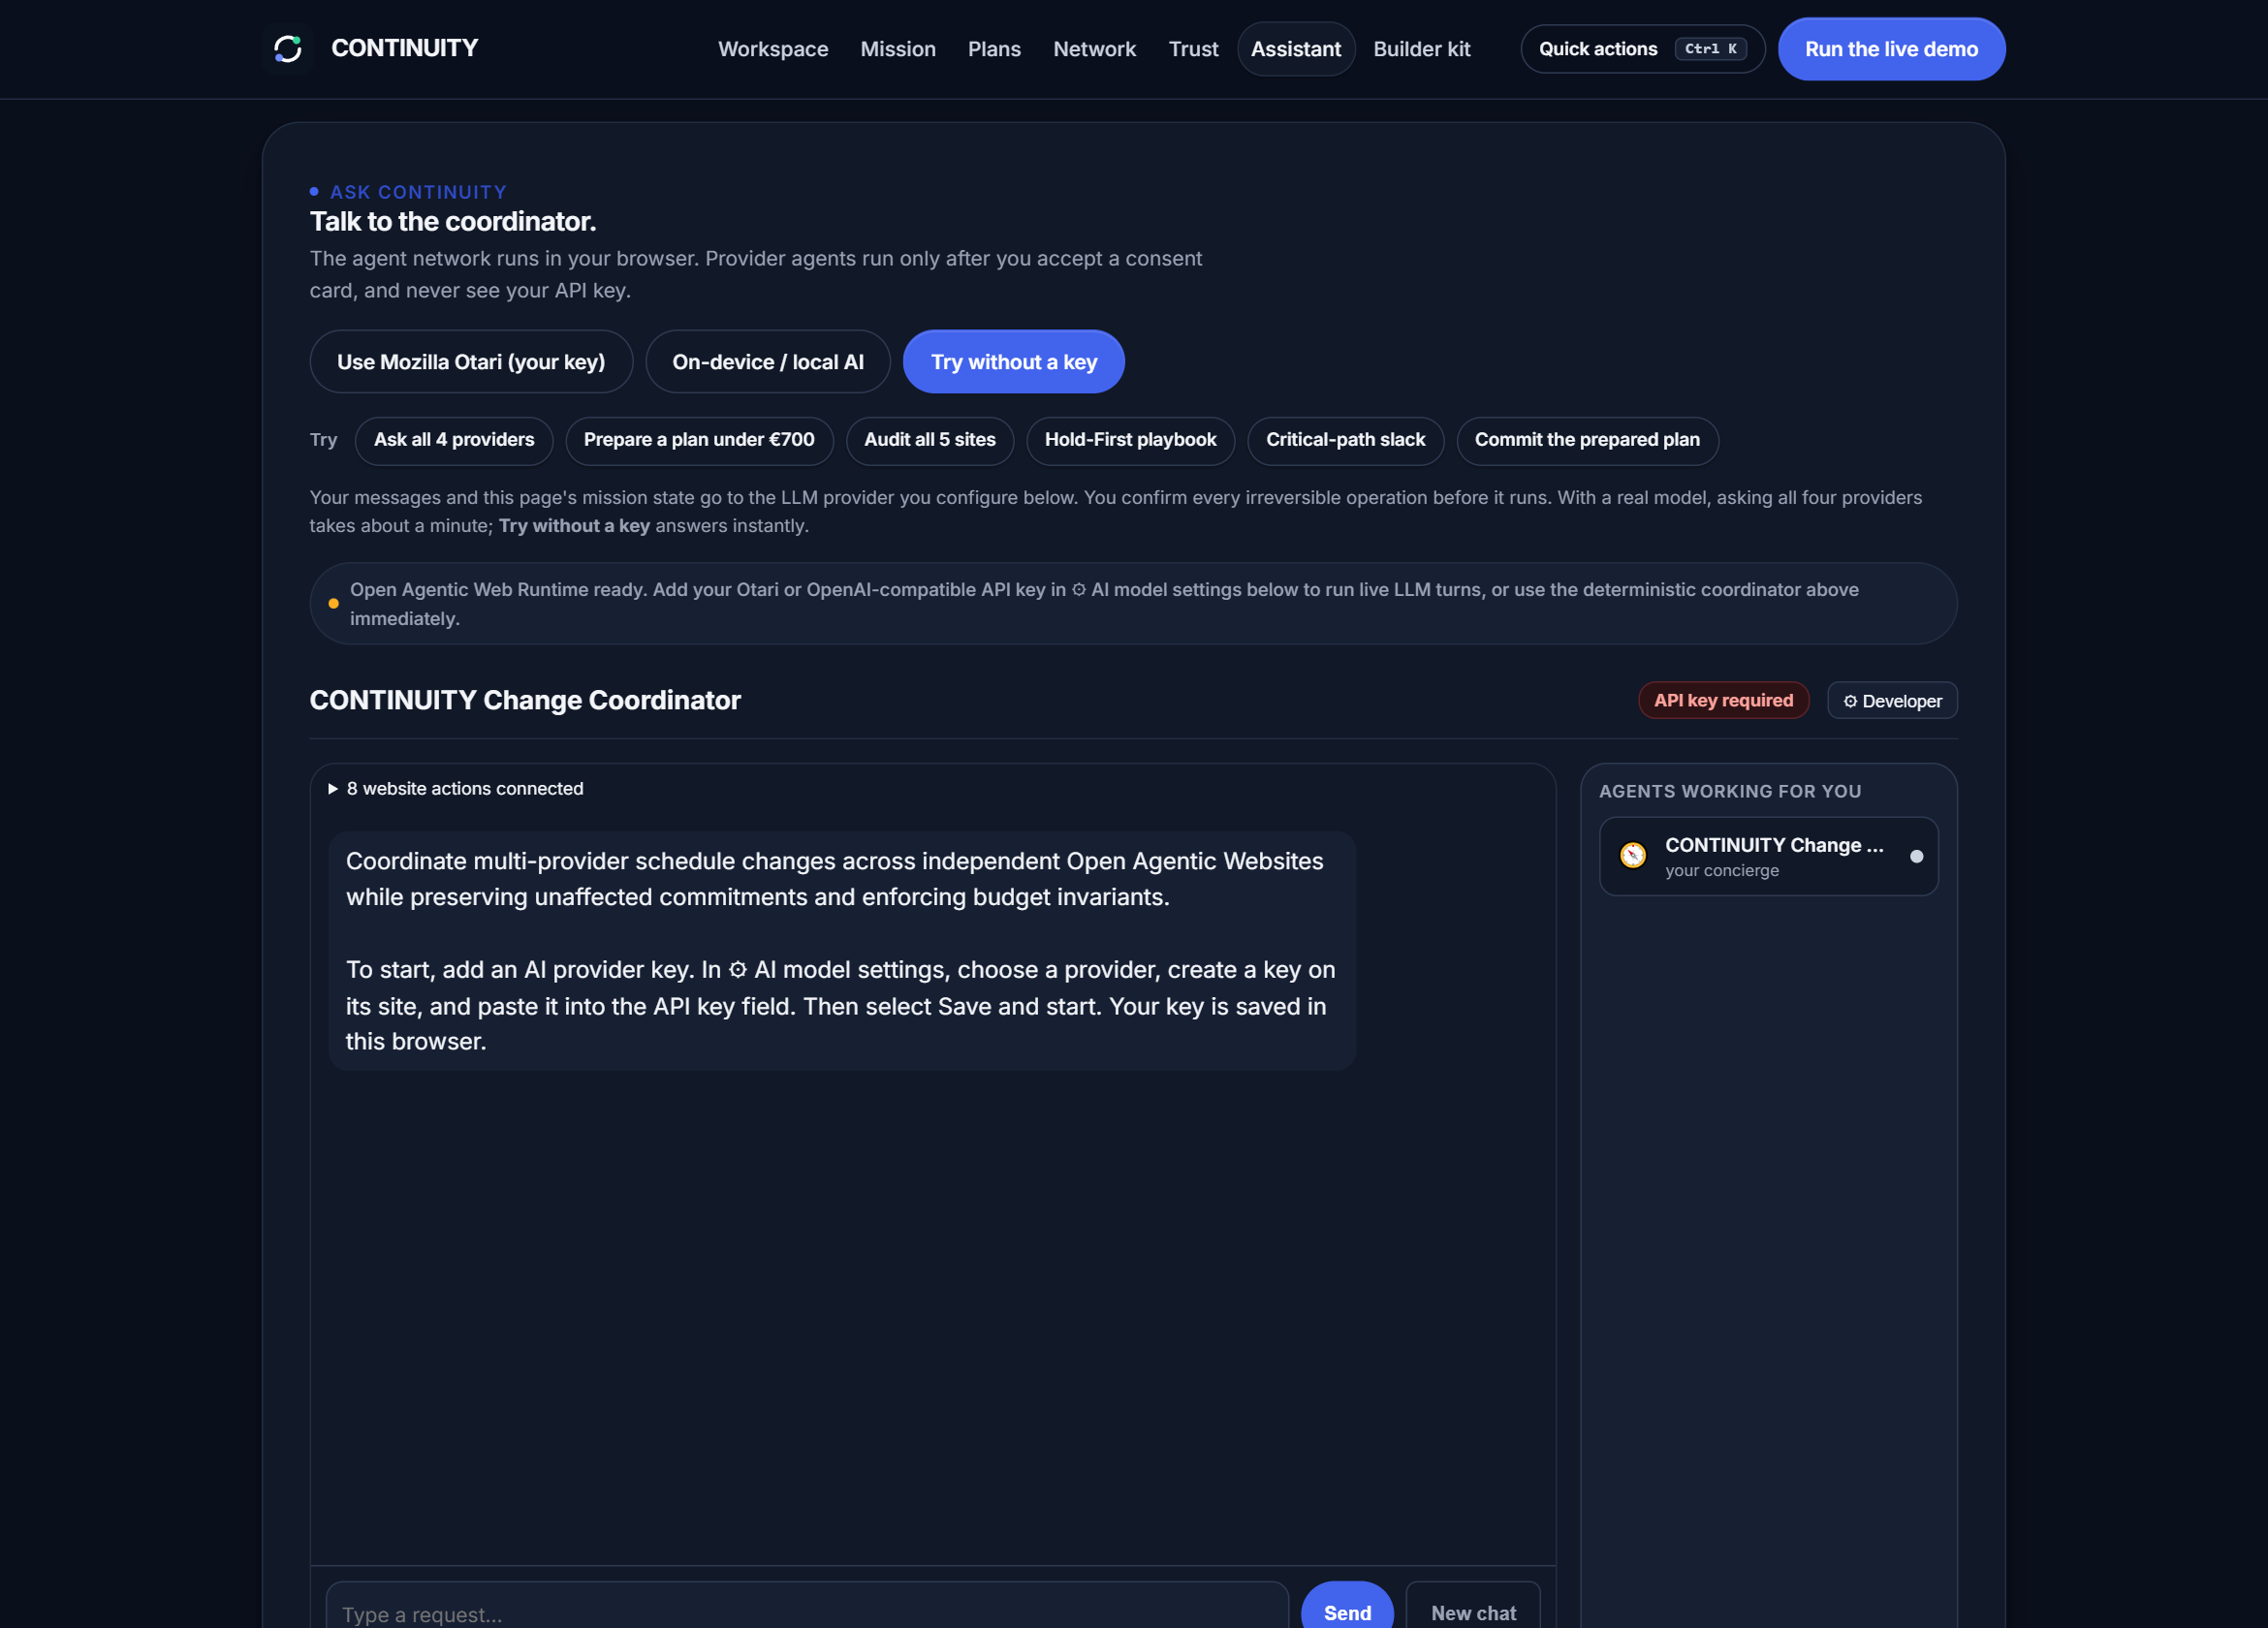 CONTINUITY
Workspace
Mission
Plans
Network
Trust
Assistant
Builder kit
Quick actions
Ctrl K
Run the live demo
ASK CONTINUITY
Talk to the coordinator.
The agent network runs in your browser. Provider agents run only after you accept a consent
card, and never see your API key.
Use Mozilla Otari (your key)
On-device / local AI
Try without a key
Try
Ask all 4 providers
Prepare a plan under €700
Audit all 5 sites
Hold-First playbook
Critical-path slack
Commit the prepared plan
Your messages and this page's mission state go to the LLM provider you configure below. You confirm every irreversible operation before it runs. With a real model, asking all four providers
takes about a minute; Try without a key answers instantly.
Open Agentic Web Runtime ready. Add your Otari or OpenAI-compatible API key in ⚙ AI model settings below to run live LLM turns, or use the deterministic coordinator above
immediately.
CONTINUITY Change Coordinator
API key required
⚙ Developer
▶ 8 website actions connected
Coordinate multi-provider schedule changes across independent Open Agentic Websites
while preserving unaffected commitments and enforcing budget invariants.
To start, add an AI provider key. In ⚙ AI model settings, choose a provider, create a key on
its site, and paste it into the API key field. Then select Save and start. Your key is saved in
this browser.
AGENTS WORKING FOR YOU
CONTINUITY Change ...
your concierge
Type a request...
Send
New chat